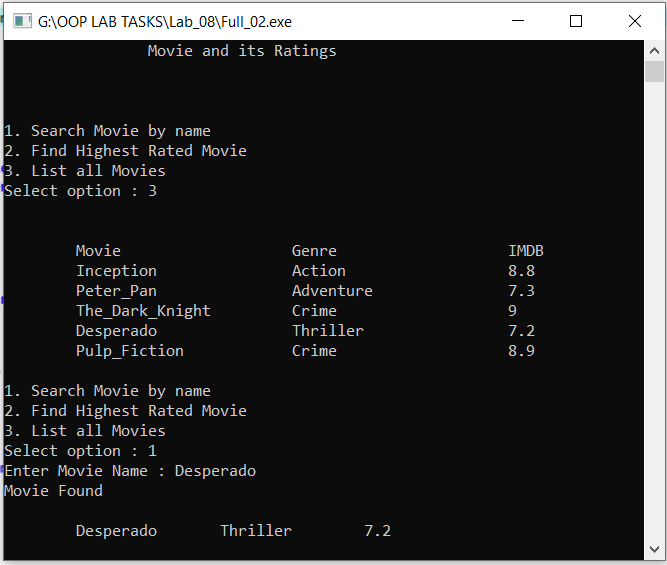 G:\OOP LAB TASKS\Lab_08\Full_02.exe
Movie and its Ratings
1. Search Movie by name
2. Find Highest Rated Movie
3. List all Movies
Select option : 3
Movie Genre IMDB
Inception Action 8.8
Peter_Pan Adventure 7.3
The_Dark_Knight Crime 9
Desperado Thriller 7.2
Pulp_Fiction Crime 8.9
1. Search Movie by name
2. Find Highest Rated Movie
3. List all Movies
Select option : 1
Enter Movie Name : Desperado
Movie Found
Desperado Thriller 7.2